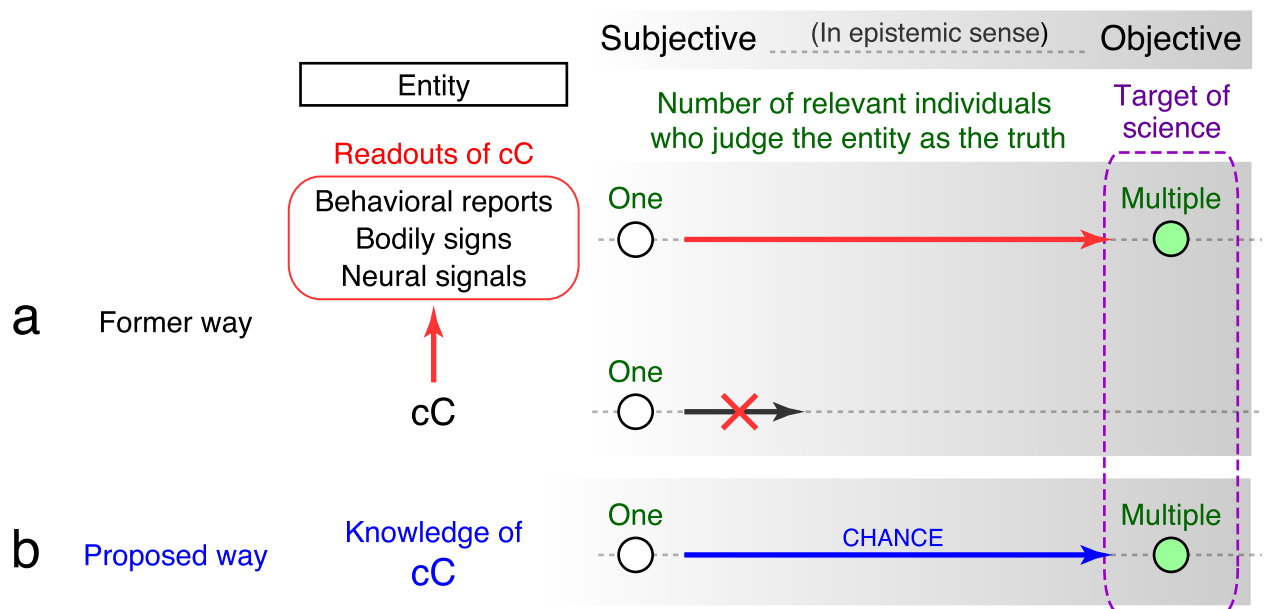 Subjective (In epistemic sense) Objective
Entity
Number of relevant individuals
who judge the entity as the truth
Target of
science
Readouts of cC
Behavioral reports
Bodily signs
Neural signals
One
Multiple
a
Former way
cC
One
b
Proposed way
Knowledge of
cC
One
CHANCE
Multiple